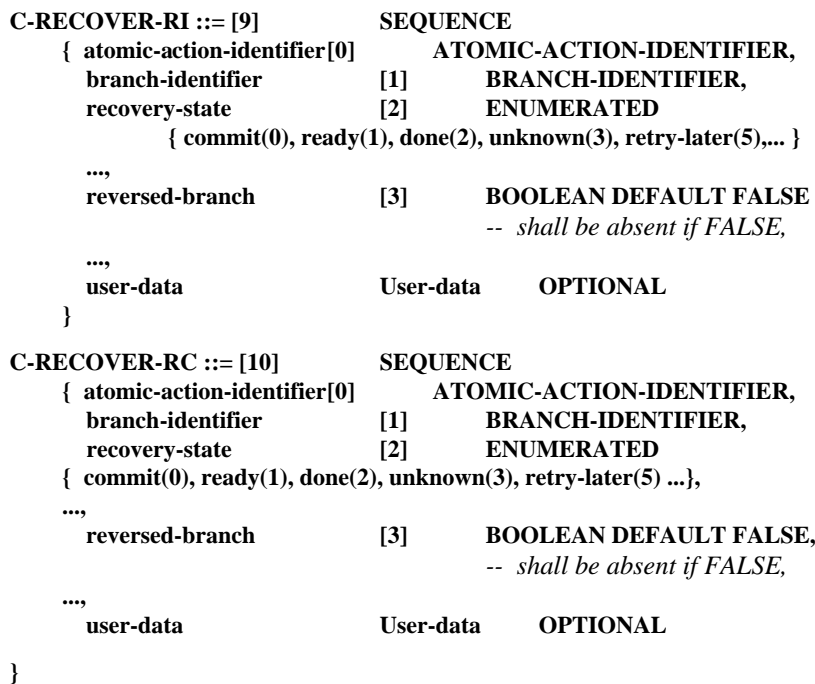 C-RECOVER-RI ::= [9] SEQUENCE
{ atomic-action-identifier[0] ATOMIC-ACTION-IDENTIFIER,
branch-identifier [1] BRANCH-IDENTIFIER,
recovery-state [2] ENUMERATED
{ commit(0), ready(1), done(2), unknown(3), retry-later(5),... }
...,
reversed-branch [3] BOOLEAN DEFAULT FALSE
-- shall be absent if FALSE,
...,
user-data User-data OPTIONAL
}
C-RECOVER-RC ::= [10] SEQUENCE
{ atomic-action-identifier[0] ATOMIC-ACTION-IDENTIFIER,
branch-identifier [1] BRANCH-IDENTIFIER,
recovery-state [2] ENUMERATED
{ commit(0), ready(1), done(2), unknown(3), retry-later(5) ...},
...,
reversed-branch [3] BOOLEAN DEFAULT FALSE,
-- shall be absent if FALSE,
...,
user-data User-data OPTIONAL
}